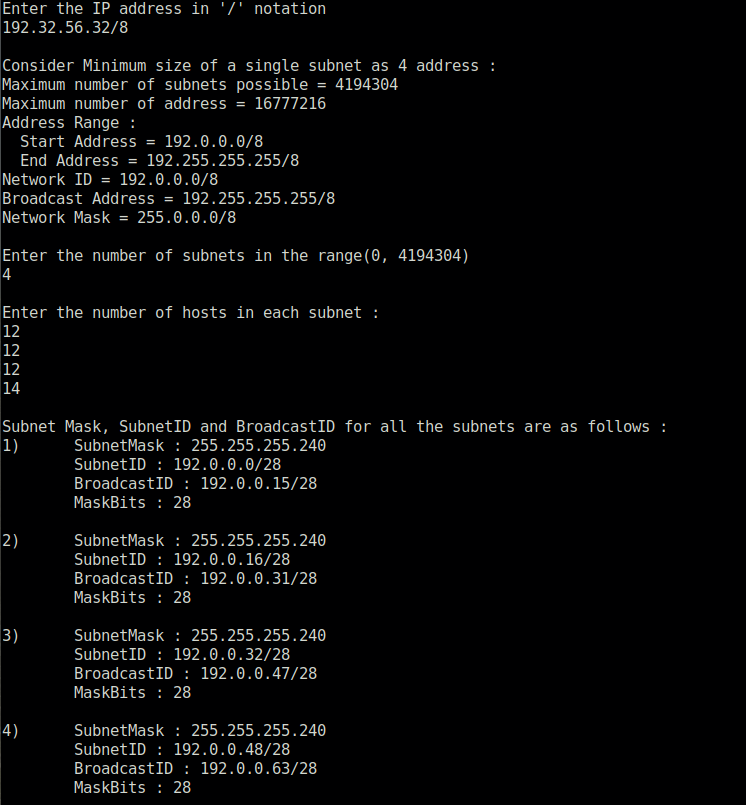 Enter the IP address in '/' notation
192.32.56.32/8
Consider Minimum size of a single subnet as 4 address :
Maximum number of subnets possible = 4194304
Maximum number of address = 16777216
Address Range :
  Start Address = 192.0.0.0/8
  End Address = 192.255.255.255/8
Network ID = 192.0.0.0/8
Broadcast Address = 192.255.255.255/8
Network Mask = 255.0.0.0/8
Enter the number of subnets in the range(0, 4194304)
4
Enter the number of hosts in each subnet :
12
12
12
14
Subnet Mask, SubnetID and BroadcastID for all the subnets are as follows :
1)      SubnetMask : 255.255.255.240
        SubnetID : 192.0.0.0/28
        BroadcastID : 192.0.0.15/28
        MaskBits : 28
2)      SubnetMask : 255.255.255.240
        SubnetID : 192.0.0.16/28
        BroadcastID : 192.0.0.31/28
        MaskBits : 28
3)      SubnetMask : 255.255.255.240
        SubnetID : 192.0.0.32/28
        BroadcastID : 192.0.0.47/28
        MaskBits : 28
4)      SubnetMask : 255.255.255.240
        SubnetID : 192.0.0.48/28
        BroadcastID : 192.0.0.63/28
        MaskBits : 28